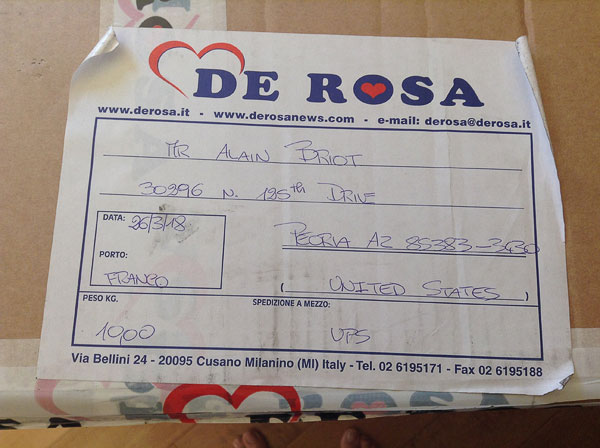 DE ROSA
www.derosa.it - www.derosanews.com - e-mail: derosa@derosa.it
MR ALAIN BRIOT
30296 N. 125th DRIVE
DATA: 26/3/18
PEORIA AZ 85383-3430
PORTO:
FRANCO
( UNITED STATES )
PESO KG.
SPEDIZIONE A MEZZO:
10,00
UPS
Via Bellini 24 - 20095 Cusano Milanino (MI) Italy - Tel. 02 6195171 - Fax 02 6195188